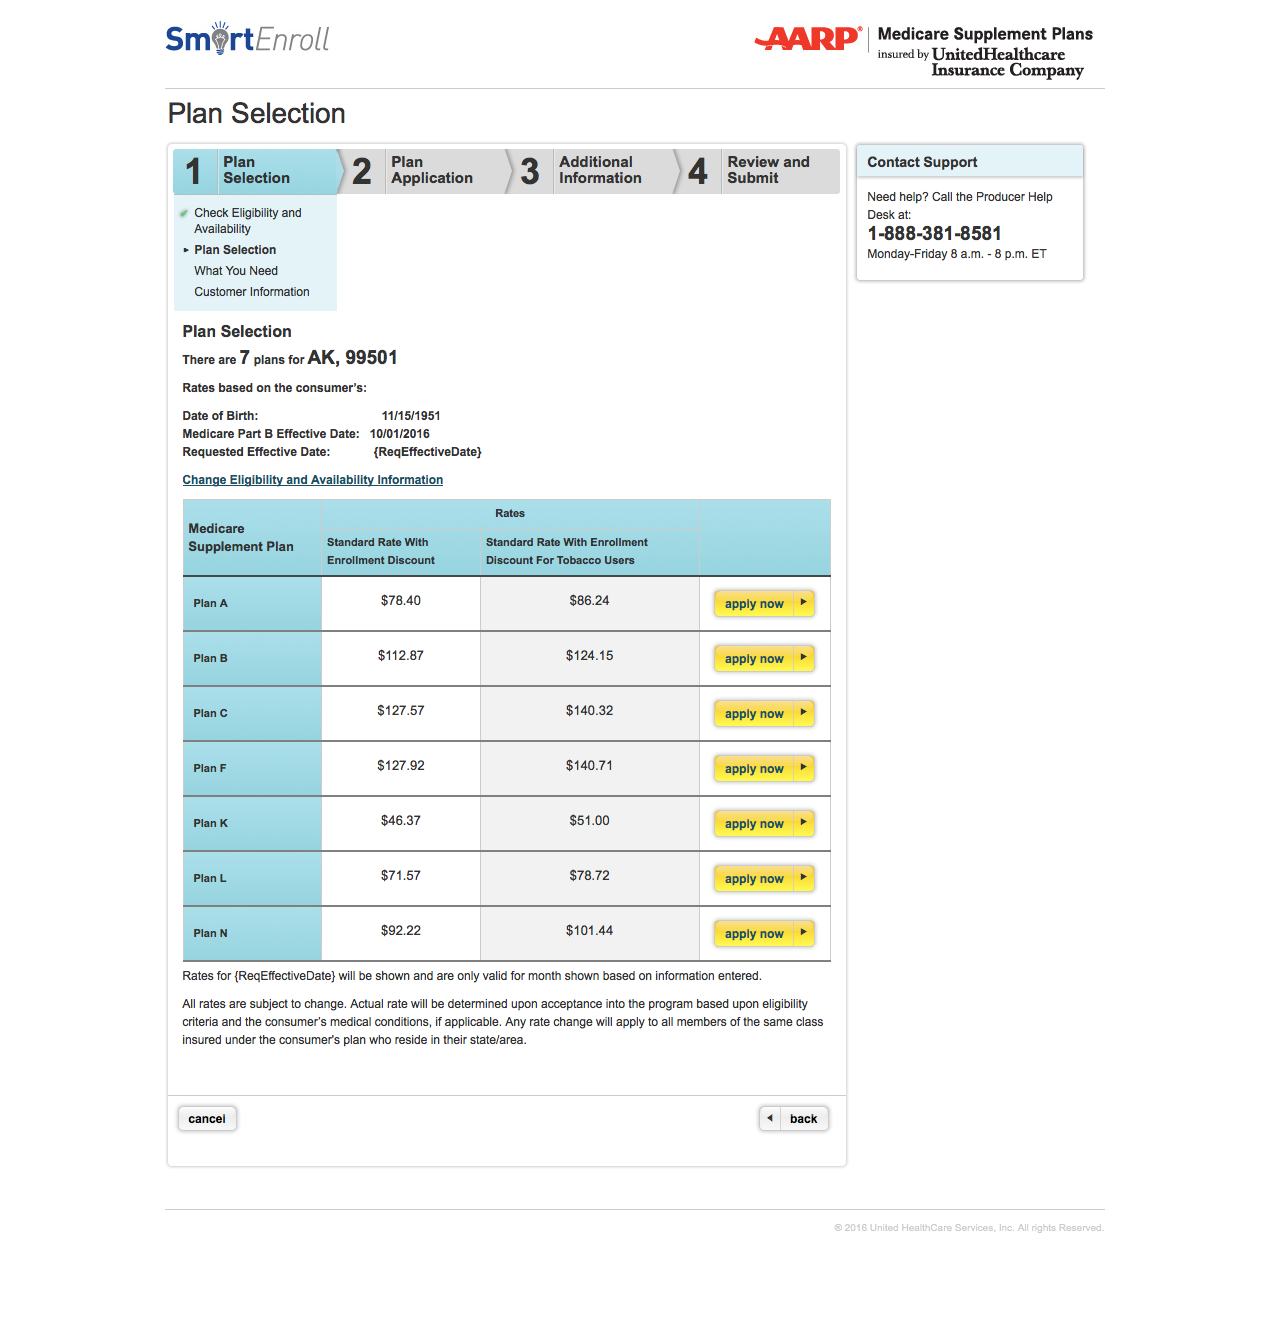 SmartEnroll
AARP® Medicare Supplement Plans
insured by UnitedHealthcare
Insurance Company
Plan Selection
1 Plan
Selection
2 Plan
Application
3 Additional
Information
4 Review and
Submit
Check Eligibility and
Availability
Plan Selection
What You Need
Customer Information
Contact Support
Need help? Call the Producer Help
Desk at:
1-888-381-8581
Monday-Friday 8 a.m. - 8 p.m. ET
Plan Selection
There are 7 plans for AK, 99501
Rates based on the consumer's:
Date of Birth: 11/15/1951
Medicare Part B Effective Date: 10/01/2016
Requested Effective Date: {ReqEffectiveDate}
Change Eligibility and Availability Information
Medicare
Supplement Plan
Rates
Standard Rate With
Enrollment Discount
Standard Rate With Enrollment
Discount For Tobacco Users
Plan A $78.40 $86.24 apply now
Plan B $112.87 $124.15 apply now
Plan C $127.57 $140.32 apply now
Plan F $127.92 $140.71 apply now
Plan K $46.37 $51.00 apply now
Plan L $71.57 $78.72 apply now
Plan N $92.22 $101.44 apply now
Rates for {ReqEffectiveDate} will be shown and are only valid for month shown based on information entered.
All rates are subject to change. Actual rate will be determined upon acceptance into the program based upon eligibility
criteria and the consumer's medical conditions, if applicable. Any rate change will apply to all members of the same class
insured under the consumer's plan who reside in their state/area.
cancel
back
© 2016 United HealthCare Services, Inc. All rights Reserved.